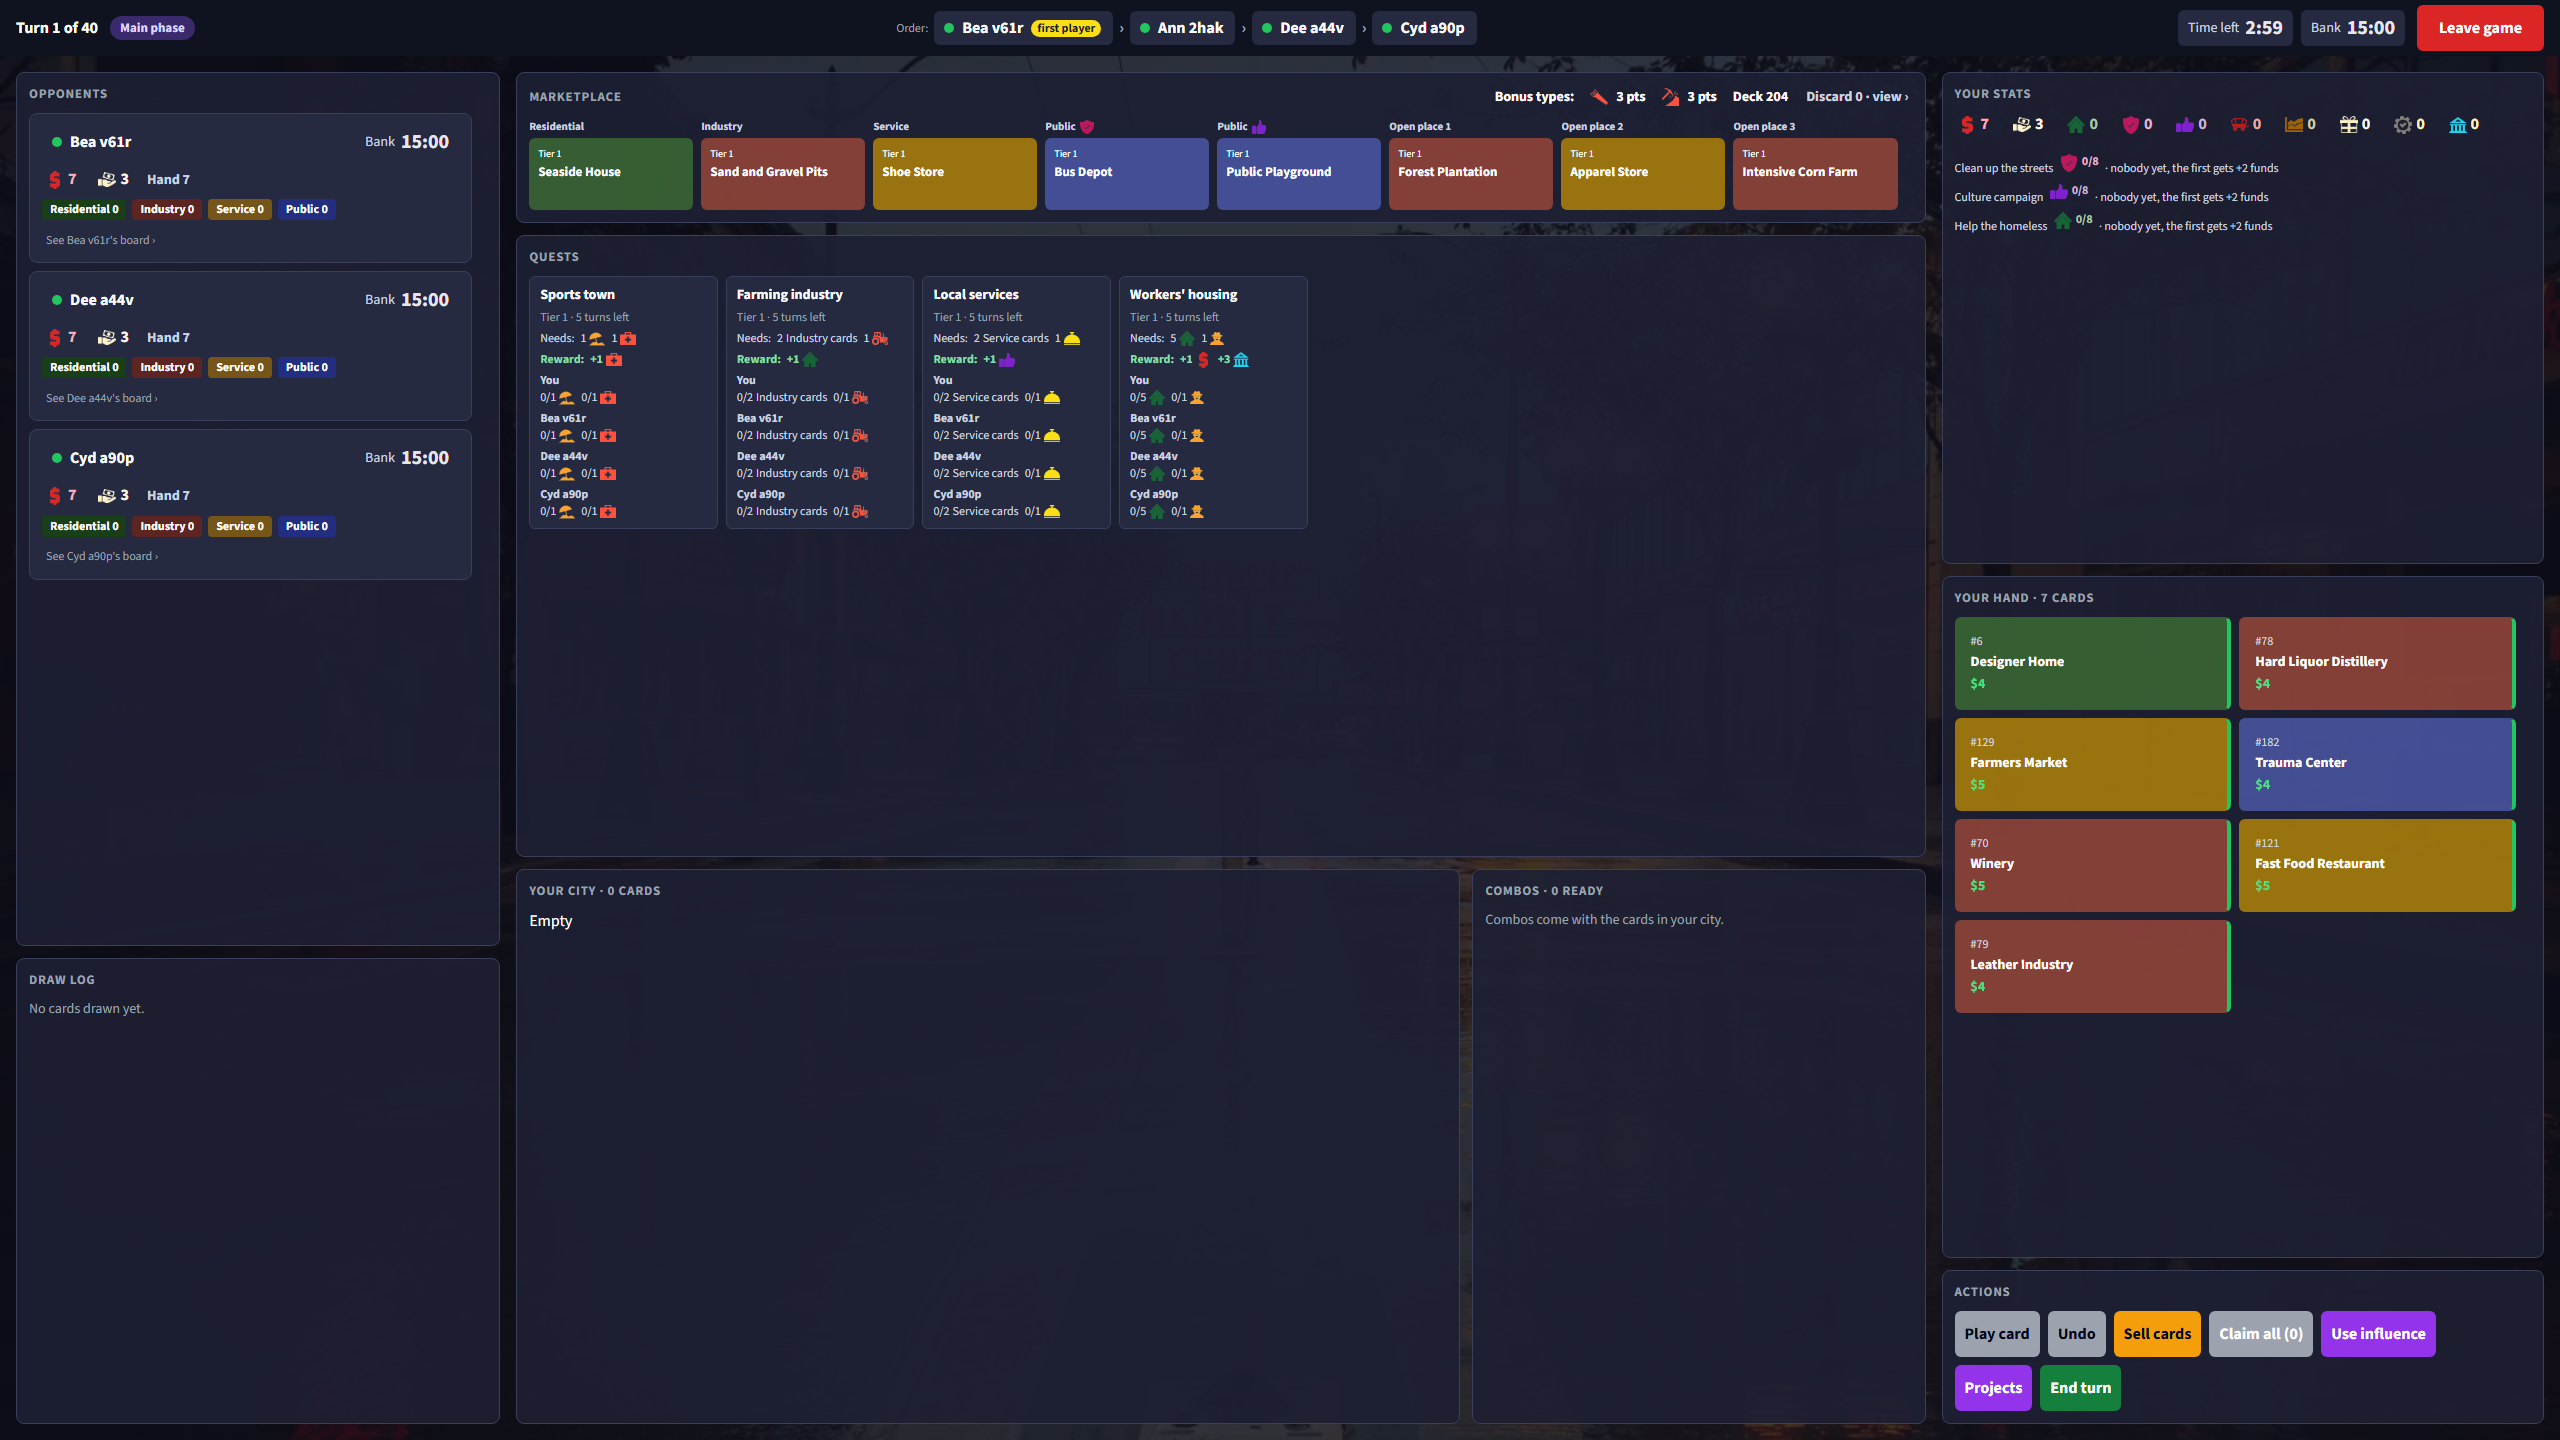 Turn 1 of 40 Main phase
Order: Bea v61r first player › Ann 2hak › Dee a44v › Cyd a90p
Time left 2:59 Bank 15:00 Leave game
OPPONENTS
Bea v61r Bank 15:00
7 3 Hand 7
Residential 0 Industry 0 Service 0 Public 0
See Bea v61r's board ›
Dee a44v Bank 15:00
7 3 Hand 7
Residential 0 Industry 0 Service 0 Public 0
See Dee a44v's board ›
Cyd a90p Bank 15:00
7 3 Hand 7
Residential 0 Industry 0 Service 0 Public 0
See Cyd a90p's board ›
DRAW LOG
No cards drawn yet.
MARKETPLACE
Bonus types: 3 pts 3 pts Deck 204 Discard 0 · view ›
Residential Industry Service Public Public Open place 1 Open place 2 Open place 3
Tier 1 Tier 1 Tier 1 Tier 1 Tier 1 Tier 1 Tier 1 Tier 1
Seaside House Sand and Gravel Pits Shoe Store Bus Depot Public Playground Forest Plantation Apparel Store Intensive Corn Farm
QUESTS
Sports town
Tier 1 · 5 turns left
Needs: 1 1
Reward: +1
You
0/1 0/1
Bea v61r
0/1 0/1
Dee a44v
0/1 0/1
Cyd a90p
0/1 0/1
Farming industry
Tier 1 · 5 turns left
Needs: 2 Industry cards 1
Reward: +1
You
0/2 Industry cards 0/1
Bea v61r
0/2 Industry cards 0/1
Dee a44v
0/2 Industry cards 0/1
Cyd a90p
0/2 Industry cards 0/1
Local services
Tier 1 · 5 turns left
Needs: 2 Service cards 1
Reward: +1
You
0/2 Service cards 0/1
Bea v61r
0/2 Service cards 0/1
Dee a44v
0/2 Service cards 0/1
Cyd a90p
0/2 Service cards 0/1
Workers' housing
Tier 1 · 5 turns left
Needs: 5 1
Reward: +1 +3
You
0/5 0/1
Bea v61r
0/5 0/1
Dee a44v
0/5 0/1
Cyd a90p
0/5 0/1
YOUR CITY · 0 CARDS
Empty
COMBOS · 0 READY
Combos come with the cards in your city.
YOUR STATS
7 3 0 0 0 0 0 0 0 0
Clean up the streets 0/8 · nobody yet, the first gets +2 funds
Culture campaign 0/8 · nobody yet, the first gets +2 funds
Help the homeless 0/8 · nobody yet, the first gets +2 funds
YOUR HAND · 7 CARDS
#6
Designer Home
$4
#78
Hard Liquor Distillery
$4
#129
Farmers Market
$5
#182
Trauma Center
$4
#70
Winery
$5
#121
Fast Food Restaurant
$5
#79
Leather Industry
$4
ACTIONS
Play card Undo Sell cards Claim all (0) Use influence
Projects End turn